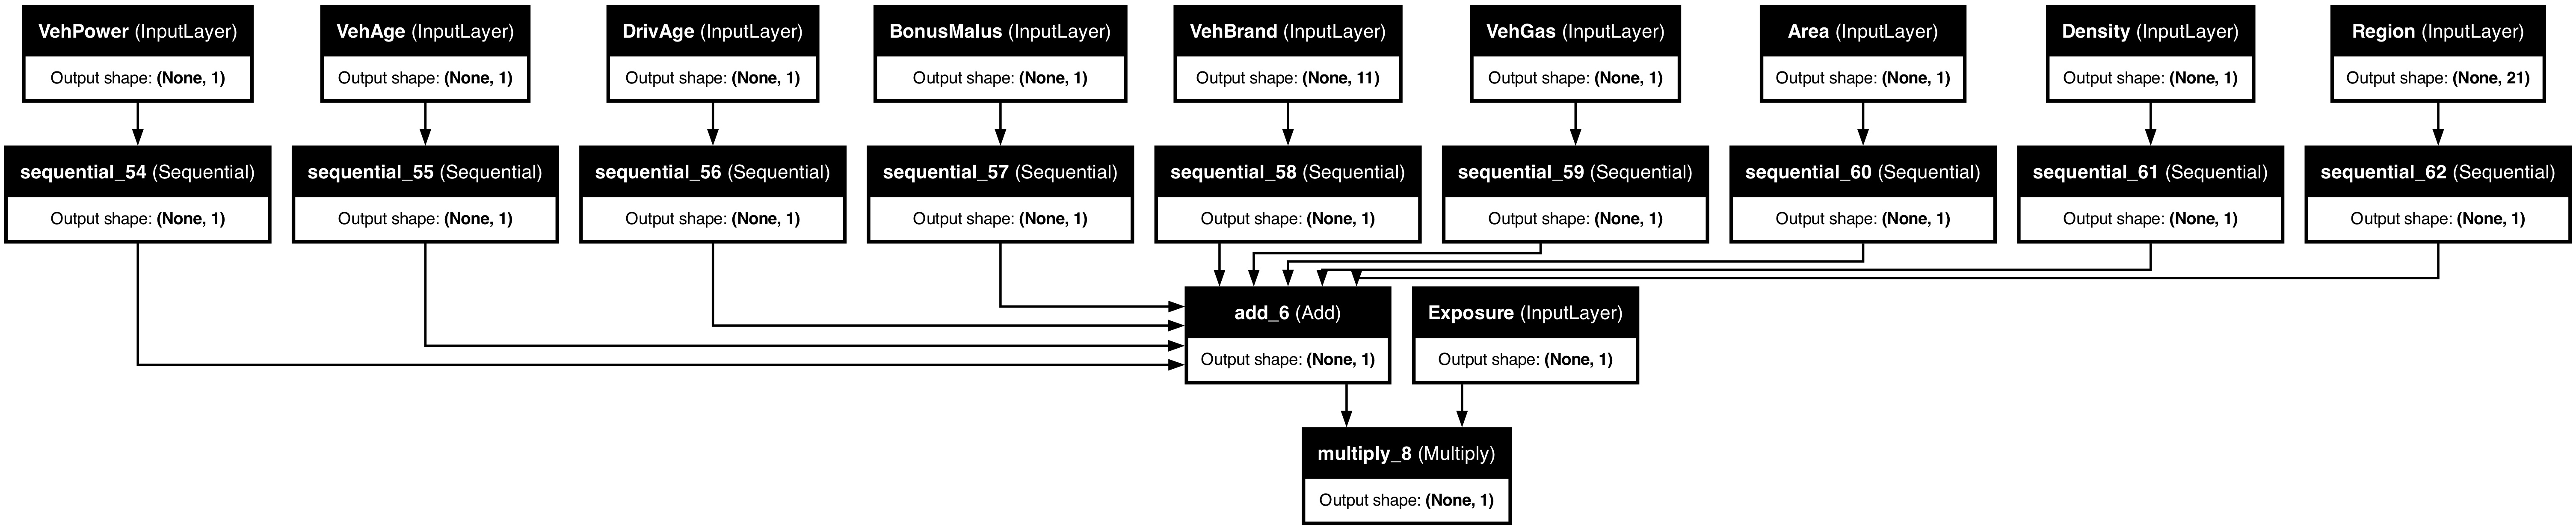 VehPower (InputLayer)
Output shape: (None, 1)
VehAge (InputLayer)
Output shape: (None, 1)
DrivAge (InputLayer)
Output shape: (None, 1)
BonusMalus (InputLayer)
Output shape: (None, 1)
VehBrand (InputLayer)
Output shape: (None, 11)
VehGas (InputLayer)
Output shape: (None, 1)
Area (InputLayer)
Output shape: (None, 1)
Density (InputLayer)
Output shape: (None, 1)
Region (InputLayer)
Output shape: (None, 21)
sequential_54 (Sequential)
Output shape: (None, 1)
sequential_55 (Sequential)
Output shape: (None, 1)
sequential_56 (Sequential)
Output shape: (None, 1)
sequential_57 (Sequential)
Output shape: (None, 1)
sequential_58 (Sequential)
Output shape: (None, 1)
sequential_59 (Sequential)
Output shape: (None, 1)
sequential_60 (Sequential)
Output shape: (None, 1)
sequential_61 (Sequential)
Output shape: (None, 1)
sequential_62 (Sequential)
Output shape: (None, 1)
add_6 (Add)
Output shape: (None, 1)
Exposure (InputLayer)
Output shape: (None, 1)
multiply_8 (Multiply)
Output shape: (None, 1)